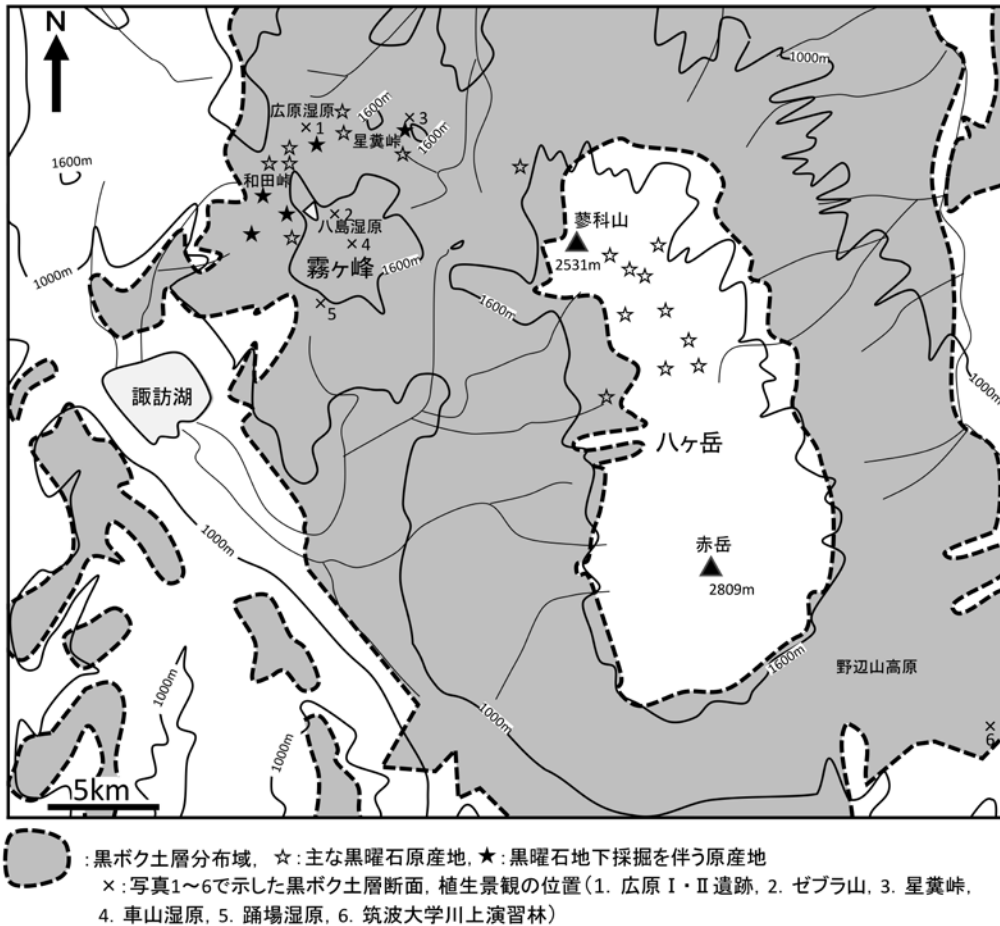 N
1000m
広原湿原
1600m
×3
×1
星糞峠
1600m
1600m
和田峠
×2
八島湿原
×4
蓼科山
2531m
霧ヶ峰
1600m
1000m
×5
1600m
1000m
諏訪湖
八ヶ岳
1000m
赤岳
2809m
1600m
野辺山高原
1000m
1000m
1000m
×
6
5km
:黒ボク土層分布域, ☆:主な黒曜石原産地, ★:黒曜石地下採掘を伴う原産地
×:写真1～6で示した黒ボク土層断面, 植生景観の位置(1. 広原Ⅰ・Ⅱ遺跡, 2. ゼブラ山, 3. 星糞峠,
4. 車山湿原, 5. 踊場湿原, 6. 筑波大学川上演習林)